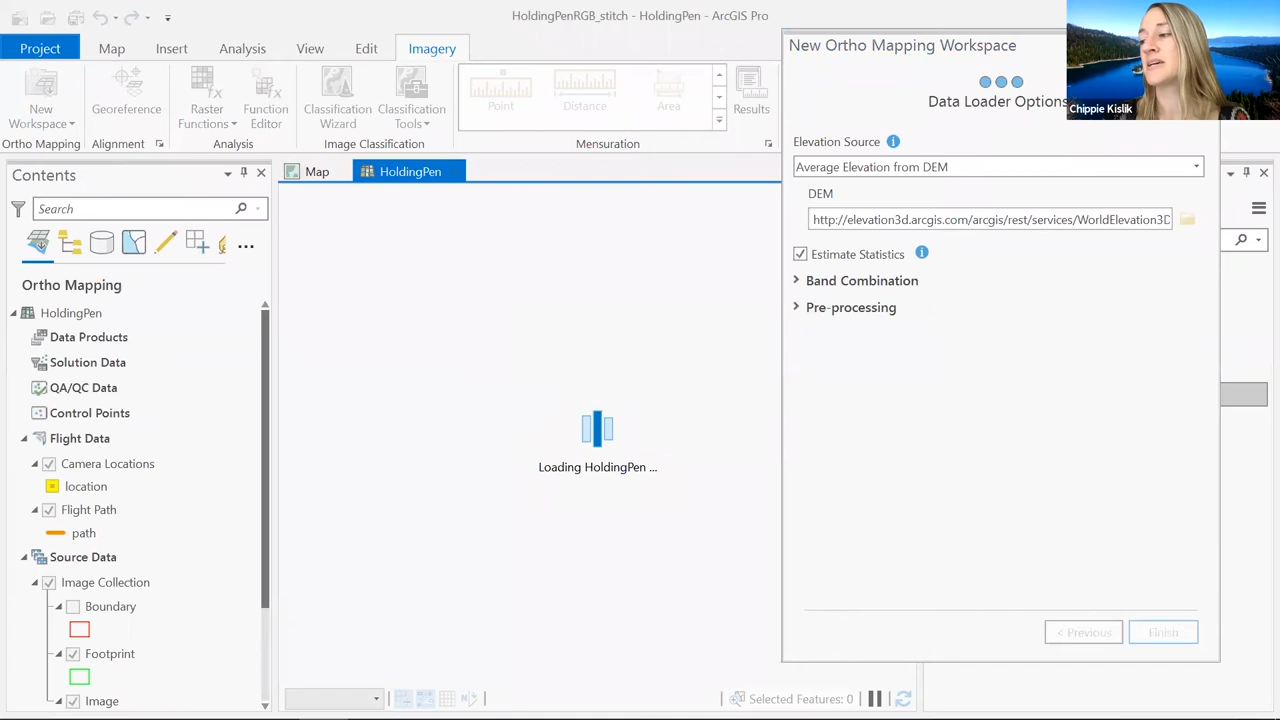 HoldingPenRGB_stitch - HoldingPen - ArcGIS Pro
Project
Map
Insert
Analysis
View
Edit
Imagery
New
Workspace
Georeference
Raster
Functions
Function
Editor
Classification
Wizard
Classification
Tools
Point
Distance
Area
Results
Ortho Mapping
Alignment
Analysis
Image Classification
Mensuration
Contents
Search
Ortho Mapping
HoldingPen
Data Products
Solution Data
QA/QC Data
Control Points
Flight Data
Camera Locations
location
Flight Path
path
Source Data
Image Collection
Boundary
Footprint
Image
Map
HoldingPen
Loading HoldingPen ...
Selected Features: 0
New Ortho Mapping Workspace
Data Loader Options
Elevation Source
Average Elevation from DEM
DEM
http://elevation3d.arcgis.com/arcgis/rest/services/WorldElevation3D
Estimate Statistics
Band Combination
Pre-processing
< Previous
Finish
Chippie Kislik